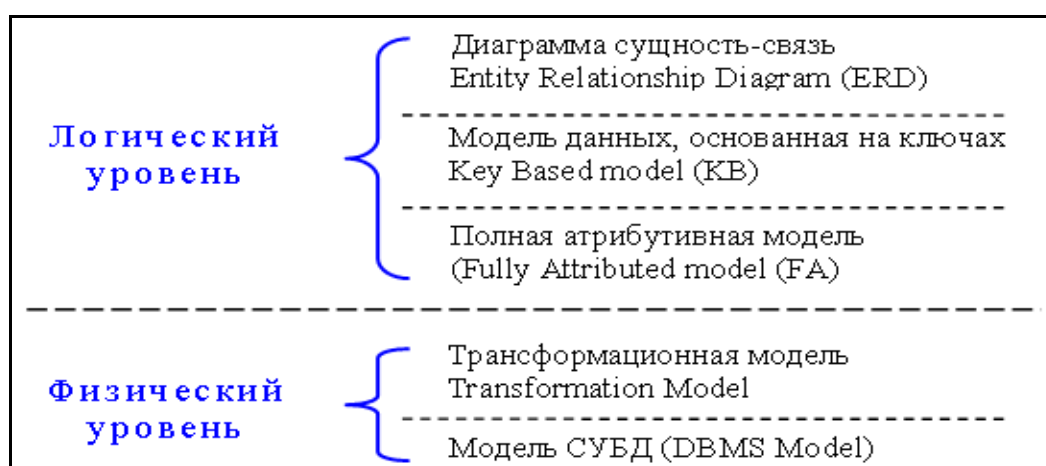 Диаграмма сущность-связь
Entity Relationship Diagram (ERD)
Логический
уровень
Модель данных, основанная на ключах
Key Based model (KB)
Полная атрибутивная модель
(Fully Attributed model (FA)
Трансформационная модель
Transformation Model
Физический
уровень
Модель СУБД (DBMS Model)